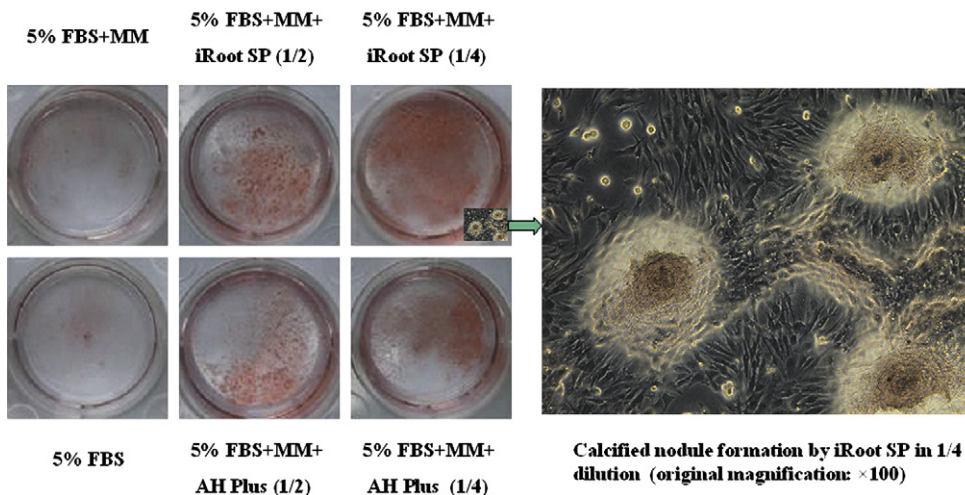 5% FBS+MM
5% FBS+MM+
iRoot SP (1/2)
5% FBS+MM+
iRoot SP (1/4)
5% FBS
5% FBS+MM+
AH Plus (1/2)
5% FBS+MM+
AH Plus (1/4)
Calcified nodule formation by iRoot SP in 1/4
dilution (original magnification: ×100)